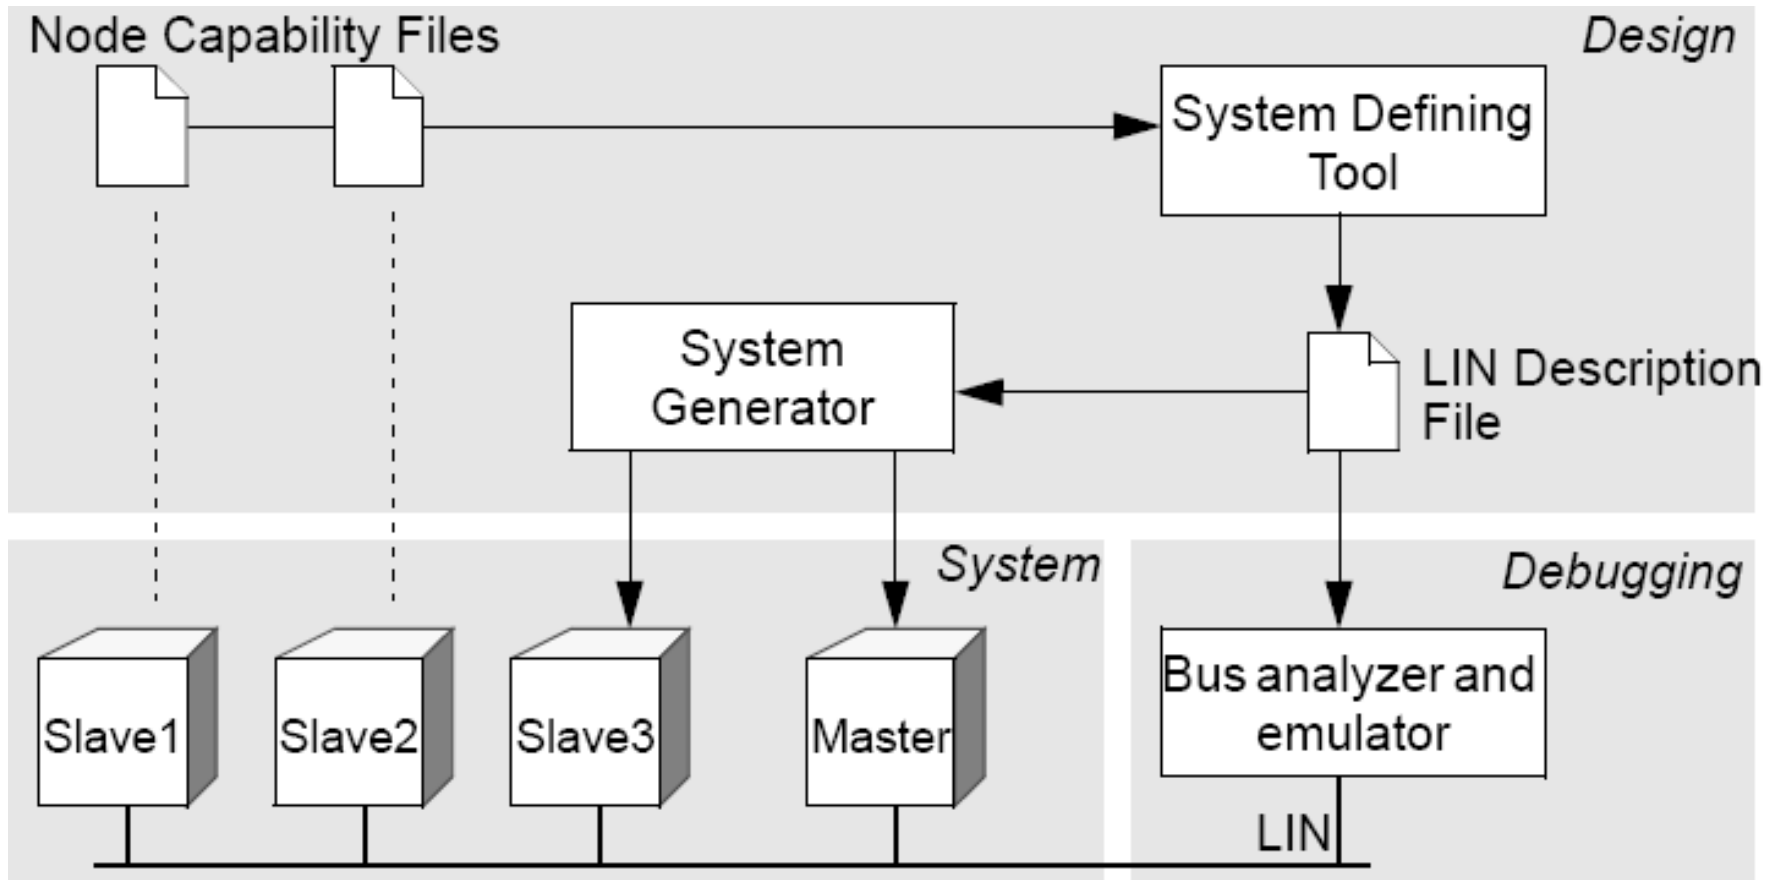 Node Capability Files
Design
System Defining
Tool
System
Generator
LIN Description
File
System
Debugging
Slave1
Slave2
Slave3
Master
Bus analyzer and
emulator
LIN